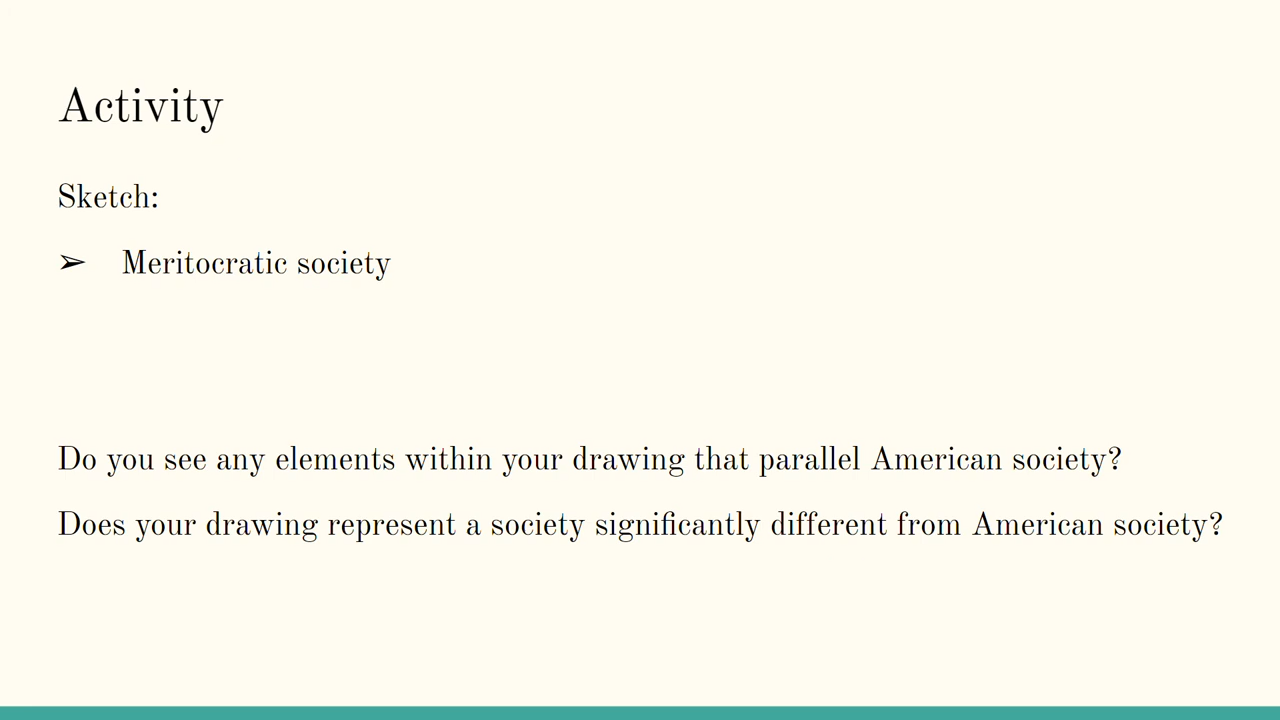 Activity
Sketch:
➢ Meritocratic society
Do you see any elements within your drawing that parallel American society?
Does your drawing represent a society significantly different from American society?